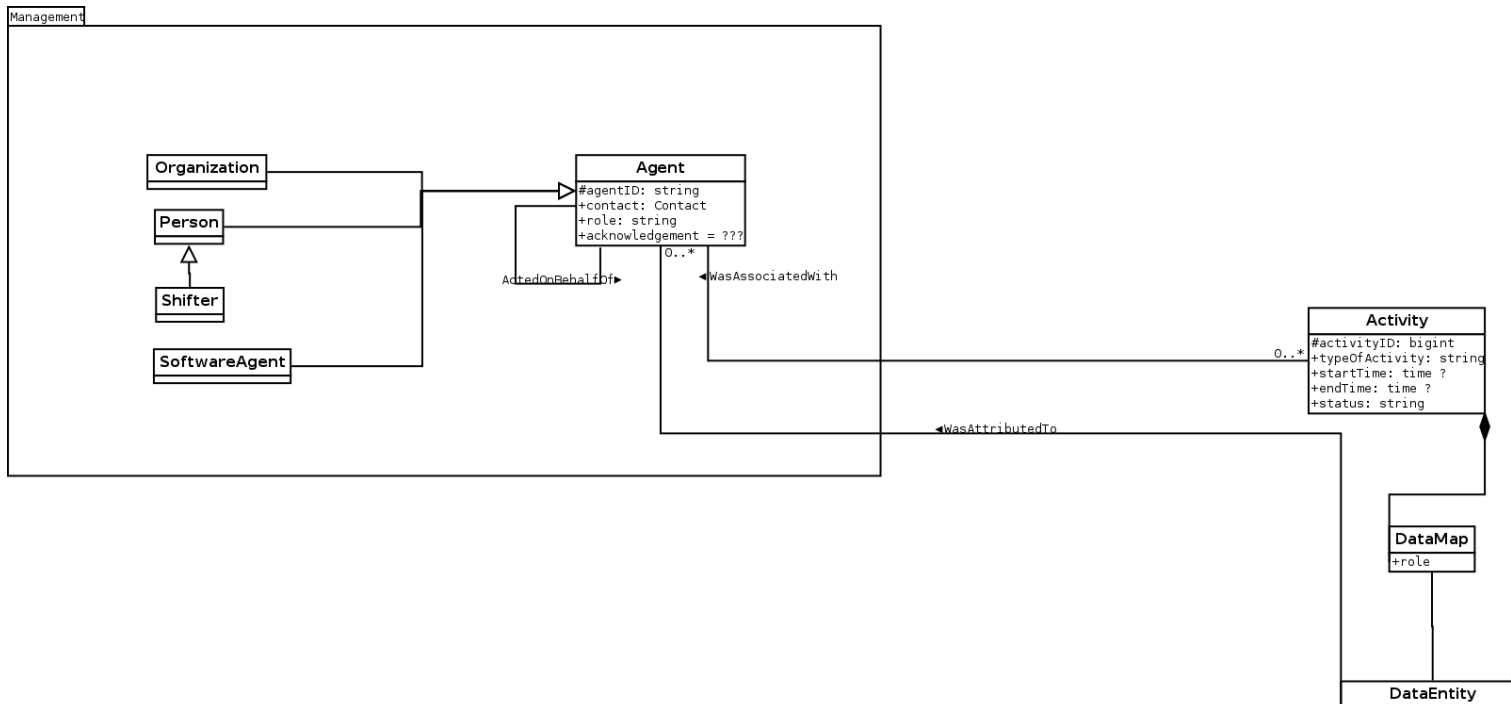 Management
Organization
Person
Shifter
SoftwareAgent
Agent
#agentID: string
+contact: Contact
+role: string
+acknowledgement = ???
0..*
ActedOnBehalfOf►
◄WasAssociatedWith
0..*
Activity
#activityID: bigint
+typeOfActivity: string
+startTime: time ?
+endTime: time ?
+status: string
◄WasAttributedTo
DataMap
+role
DataEntity